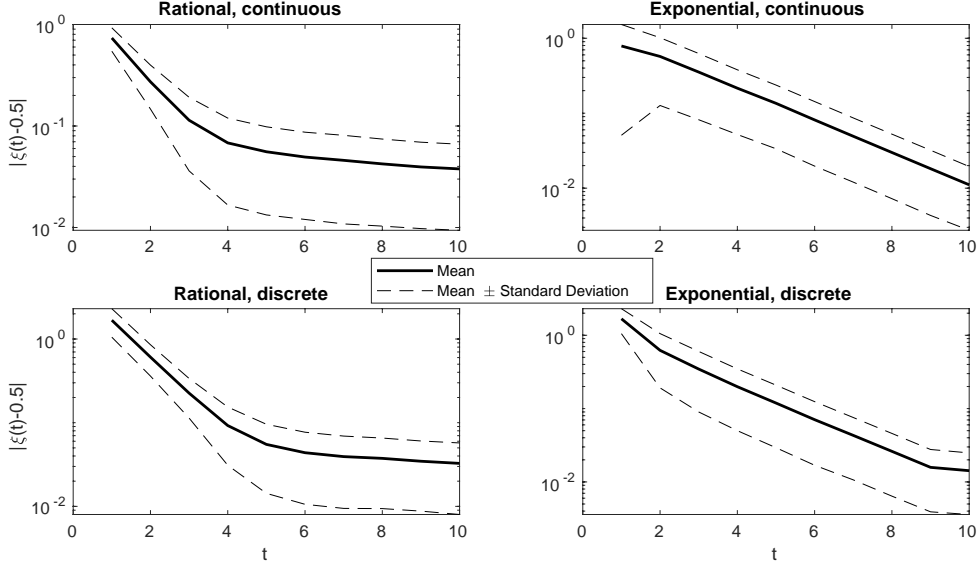 Rational, continuous
10^0
10^-1
10^-2
|ξ(t)-0.5|
0 2 4 6 8 10
Exponential, continuous
10^0
10^-2
0 2 4 6 8 10
Mean
Mean ± Standard Deviation
Rational, discrete
10^0
10^-2
|ξ(t)-0.5|
0 2 4 6 8 10
t
Exponential, discrete
10^0
10^-2
0 2 4 6 8 10
t